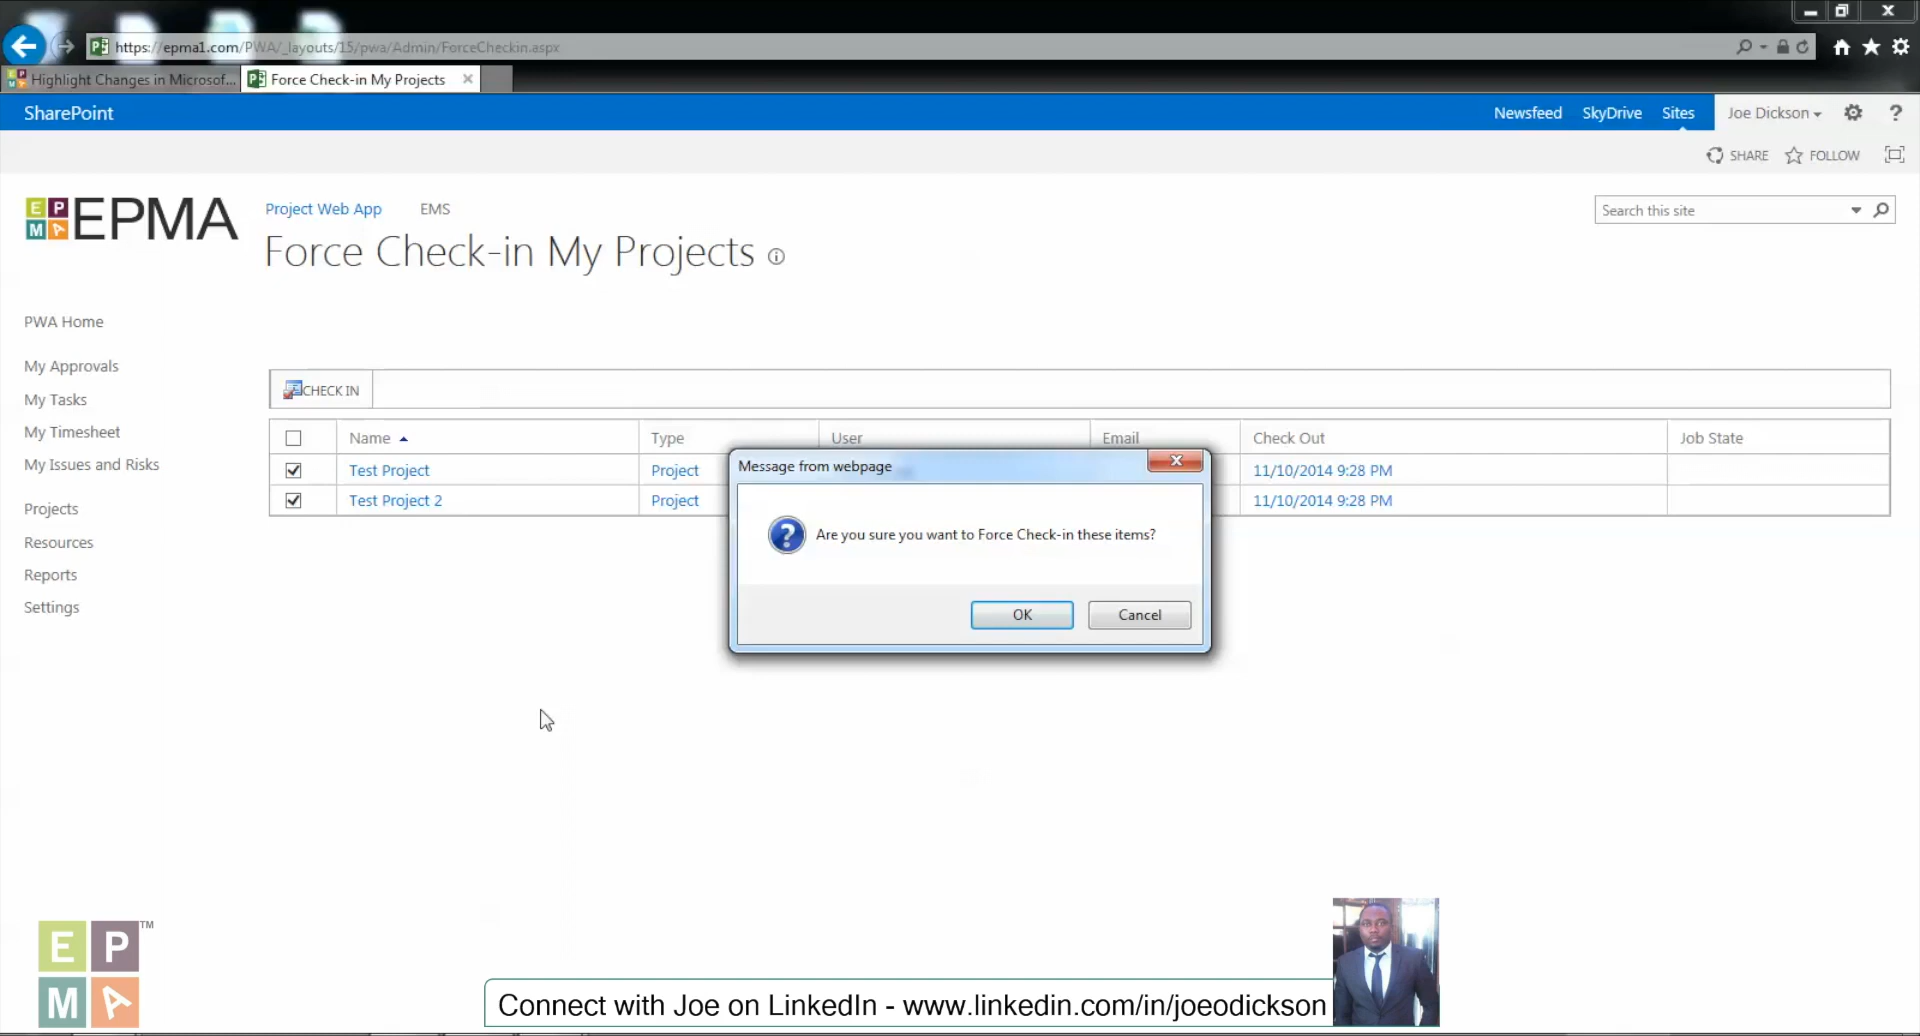 https://epma1.com/PWA/_layouts/15/pwa/Admin/ForceCheckin.aspx
Highlight Changes in Microsof...
Force Check-in My Projects
SharePoint
Newsfeed SkyDrive Sites Joe Dickson ?
SHARE FOLLOW
EPMA EPMA
Project Web App EMS
Search this site
Force Check-in My Projects
PWA Home
My Approvals
My Tasks
My Timesheet
My Issues and Risks
Projects
Resources
Reports
Settings
CHECK IN
Name Type User Email Check Out Job State
Test Project Project 11/10/2014 9:28 PM
Test Project 2 Project 11/10/2014 9:28 PM
Message from webpage
Are you sure you want to Force Check-in these items?
OK Cancel
EP™
MA
Connect with Joe on LinkedIn - www.linkedin.com/in/joeodickson